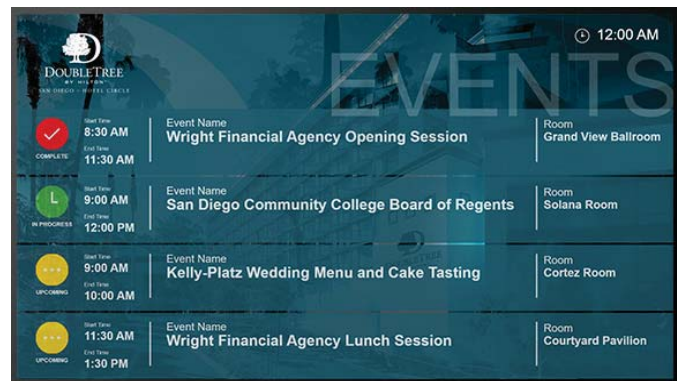 12:00 AM
DOUBLETREE
BY HILTON™
SAN DIEGO - HOTEL CIRCLE
EVENTS
Start Time
8:30 AM
End Time
11:30 AM
COMPLETE
Event Name
Wright Financial Agency Opening Session
Room
Grand View Ballroom
Start Time
9:00 AM
End Time
12:00 PM
IN PROGRESS
Event Name
San Diego Community College Board of Regents
Room
Solana Room
Start Time
9:00 AM
End Time
10:00 AM
UPCOMING
Event Name
Kelly-Platz Wedding Menu and Cake Tasting
Room
Cortez Room
Start Time
11:30 AM
End Time
1:30 PM
UPCOMING
Event Name
Wright Financial Agency Lunch Session
Room
Courtyard Pavilion